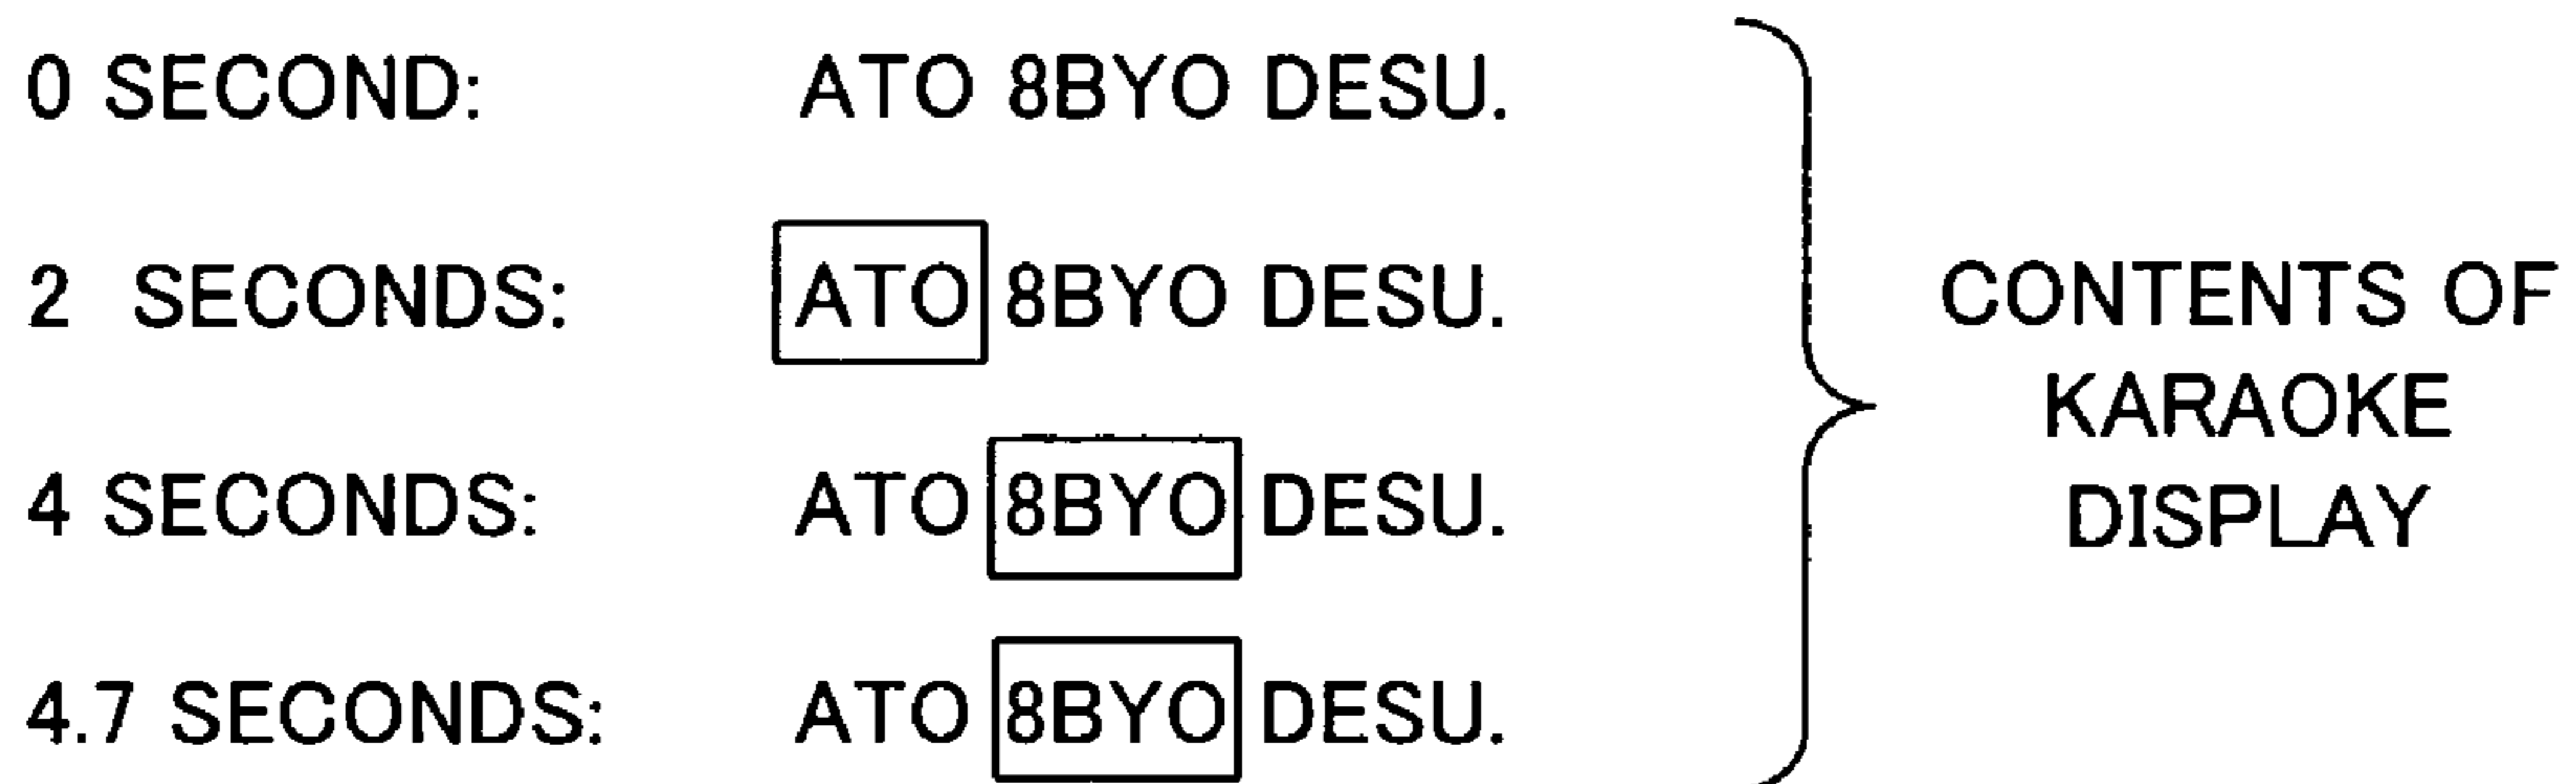 0 SECOND: ATO 8BYO DESU.
2 SECONDS: ATO 8BYO DESU.
4 SECONDS: ATO 8BYO DESU.
4.7 SECONDS: ATO 8BYO DESU.
CONTENTS OF
KARAOKE
DISPLAY